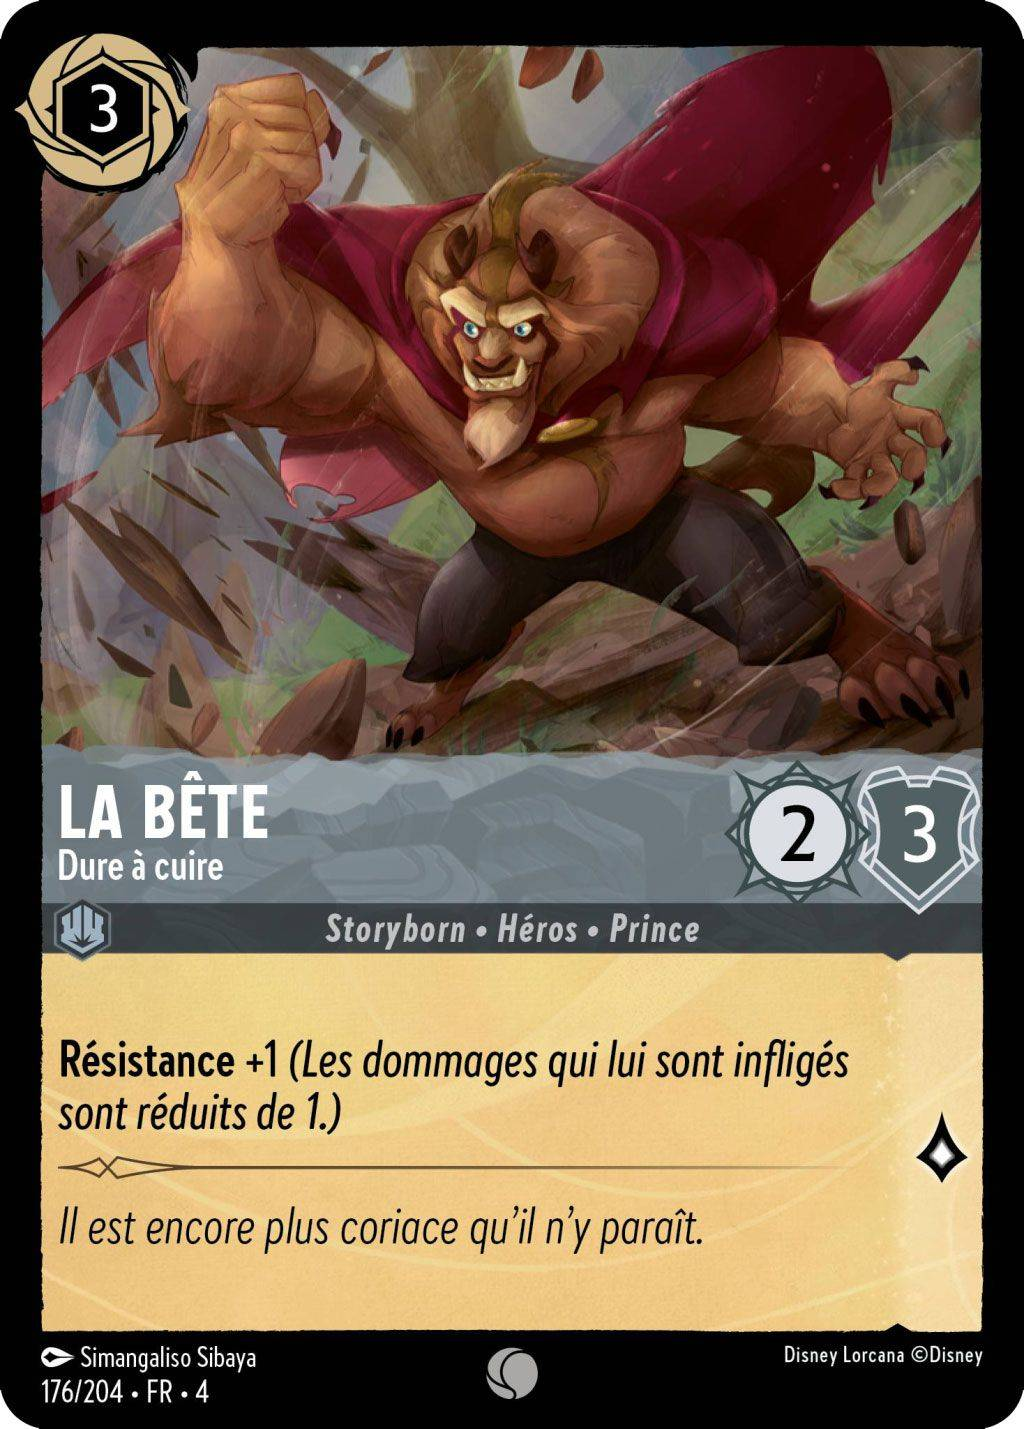 3
LA BÊTE
Dure à cuire
2
3
Storyborn • Héros • Prince
Résistance +1 (Les dommages qui lui sont infligés
sont réduits de 1.)
Il est encore plus coriace qu'il n'y paraît.
Simangaliso Sibaya
Disney Lorcana ©Disney
176/204 • FR • 4